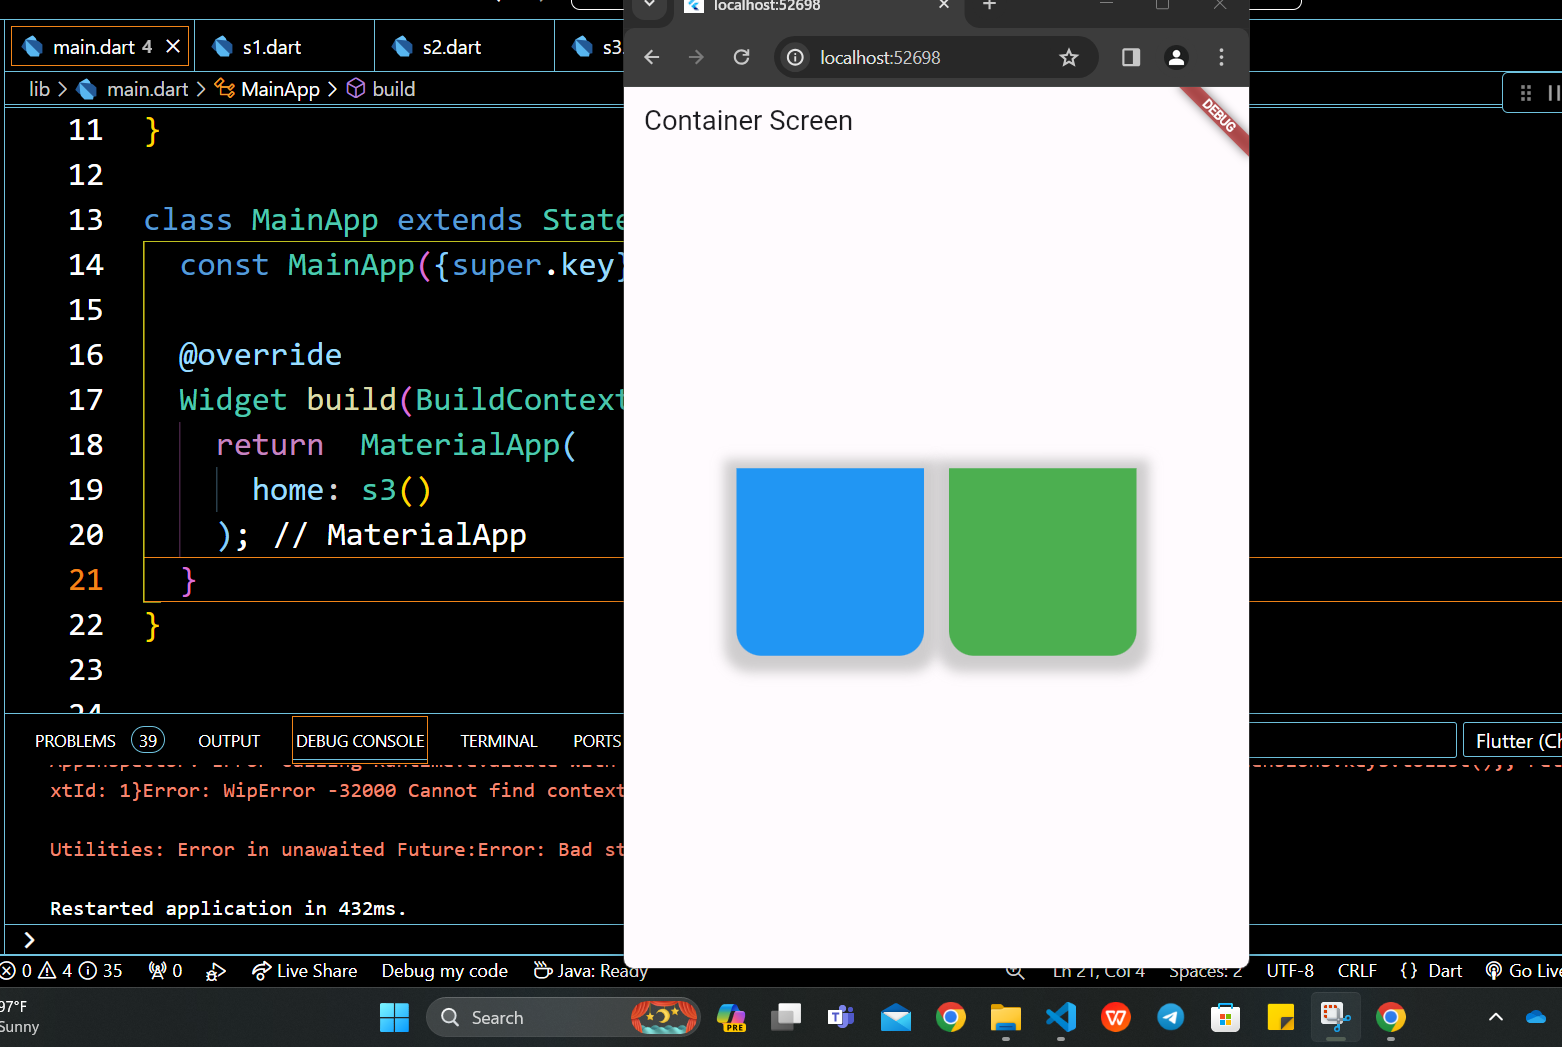 localhost:52698
main.dart 4
s1.dart
s2.dart
s3.
localhost:52698
lib > main.dart > MainApp > build
Container Screen
DEBUG
11 }
12
13 class MainApp extends State
14 const MainApp({super.key}
15
16 @override
17 Widget build(BuildContext
18 return MaterialApp(
19 home: s3()
20 ); // MaterialApp
21 }
22 }
23
24
PROBLEMS 39 OUTPUT DEBUG CONSOLE TERMINAL PORTS
Flutter (Ch
xtId: 1}Error: WipError -32000 Cannot find context
Utilities: Error in unawaited Future:Error: Bad st
Restarted application in 432ms.
0 4 35 0 Live Share Debug my code Java: Ready Ln 21, Col 4 Spaces: 2 UTF-8 CRLF {} Dart Go Live
97°F
Sunny
Search
PRE